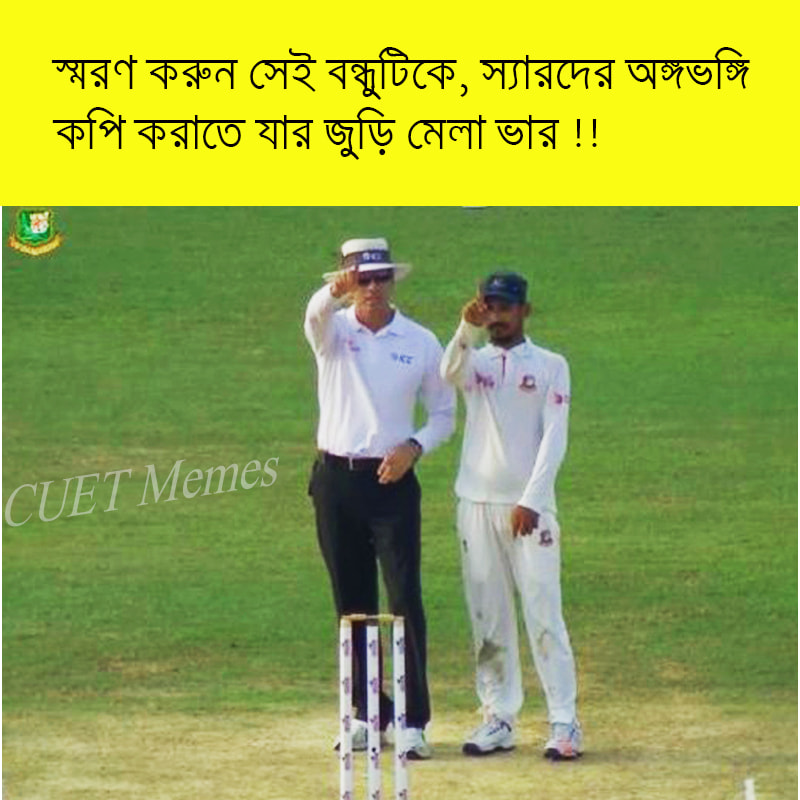 স্মরণ করুন সেই বন্ধুটিকে, স্যারদের অঙ্গভঙ্গি
কপি করাতে যার জুড়ি মেলা ভার !!
CUET Memes